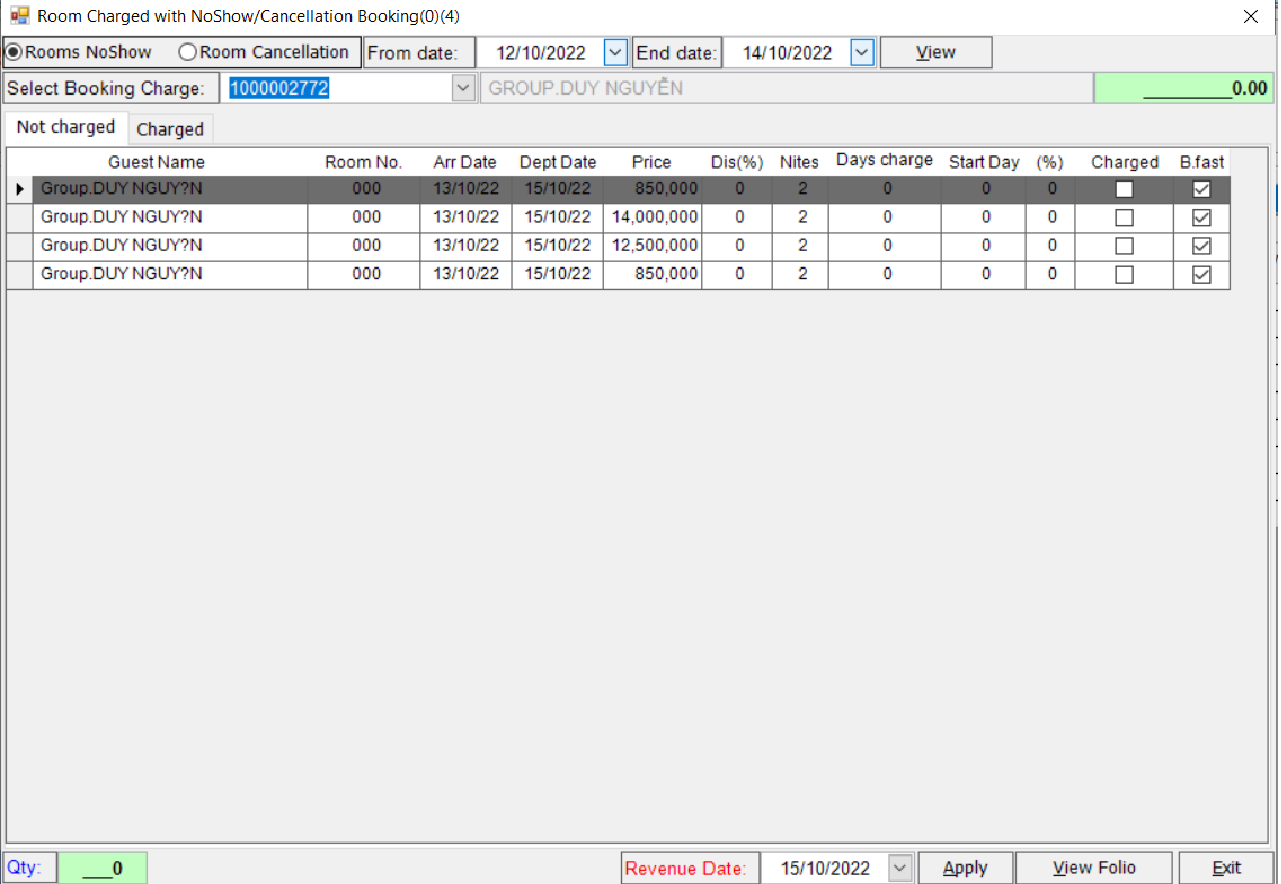 Room Charged with NoShow/Cancellation Booking(0)(4)
Rooms NoShow Room Cancellation From date: 12/10/2022 End date: 14/10/2022 View
Select Booking Charge: 1000002772 GROUP.DUY NGUYỄN ________0.00
Not charged Charged
Guest Name Room No. Arr Date Dept Date Price Dis(%) Nites Days charge Start Day (%) Charged B.fast
Group.DUY NGUY?N 000 13/10/22 15/10/22 850,000 0 2 0 0 0
Group.DUY NGUY?N 000 13/10/22 15/10/22 14,000,000 0 2 0 0 0
Group.DUY NGUY?N 000 13/10/22 15/10/22 12,500,000 0 2 0 0 0
Group.DUY NGUY?N 000 13/10/22 15/10/22 850,000 0 2 0 0 0
Qty: ___0 Revenue Date: 15/10/2022 Apply View Folio Exit